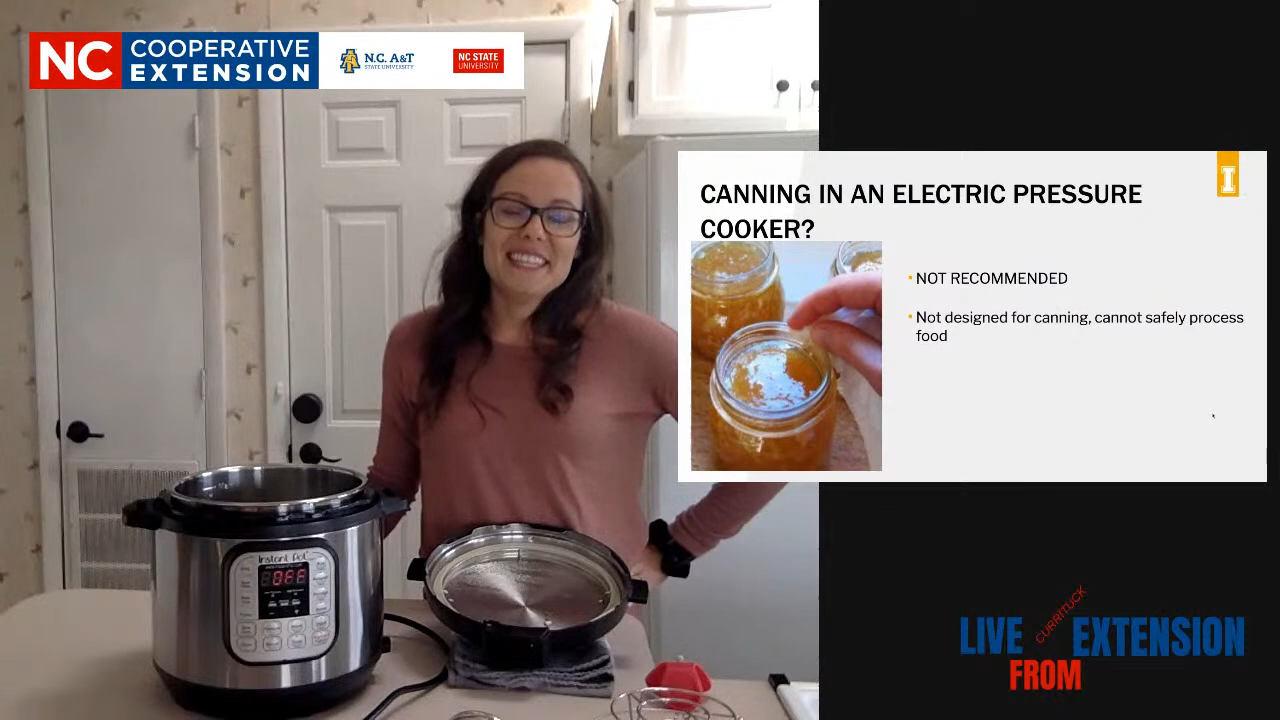 NC COOPERATIVE EXTENSION
N.C. A&T
STATE UNIVERSITY
NC STATE
UNIVERSITY
CANNING IN AN ELECTRIC PRESSURE
COOKER?
I
• NOT RECOMMENDED
• Not designed for canning, cannot safely process
food
Instant Pot
OFF
LIVE CURRITUCK EXTENSION
FROM